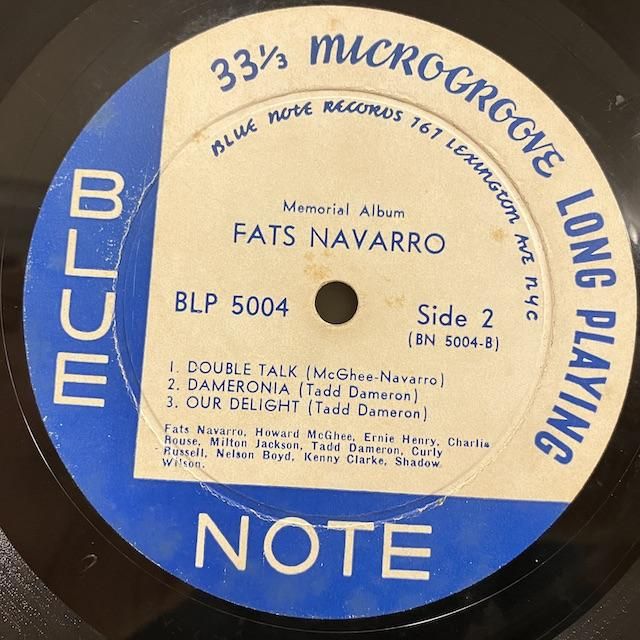 33⅓ MICROGROOVE LONG PLAYING
BLUE NOTE RECORDS 767 LEXINGTON AVE NYC
Memorial Album
FATS NAVARRO
BLP 5004
Side 2
(BN 5004-B)
1. DOUBLE TALK (McGhee-Navarro)
2. DAMERONIA (Tadd Dameron)
3. OUR DELIGHT (Tadd Dameron)
Fats Navarro, Howard McGhee, Ernie Henry, Charlie
Rouse, Milton Jackson, Tadd Dameron, Curly
Russell, Nelson Boyd, Kenny Clarke, Shadow
Wilson.
BLUE
NOTE